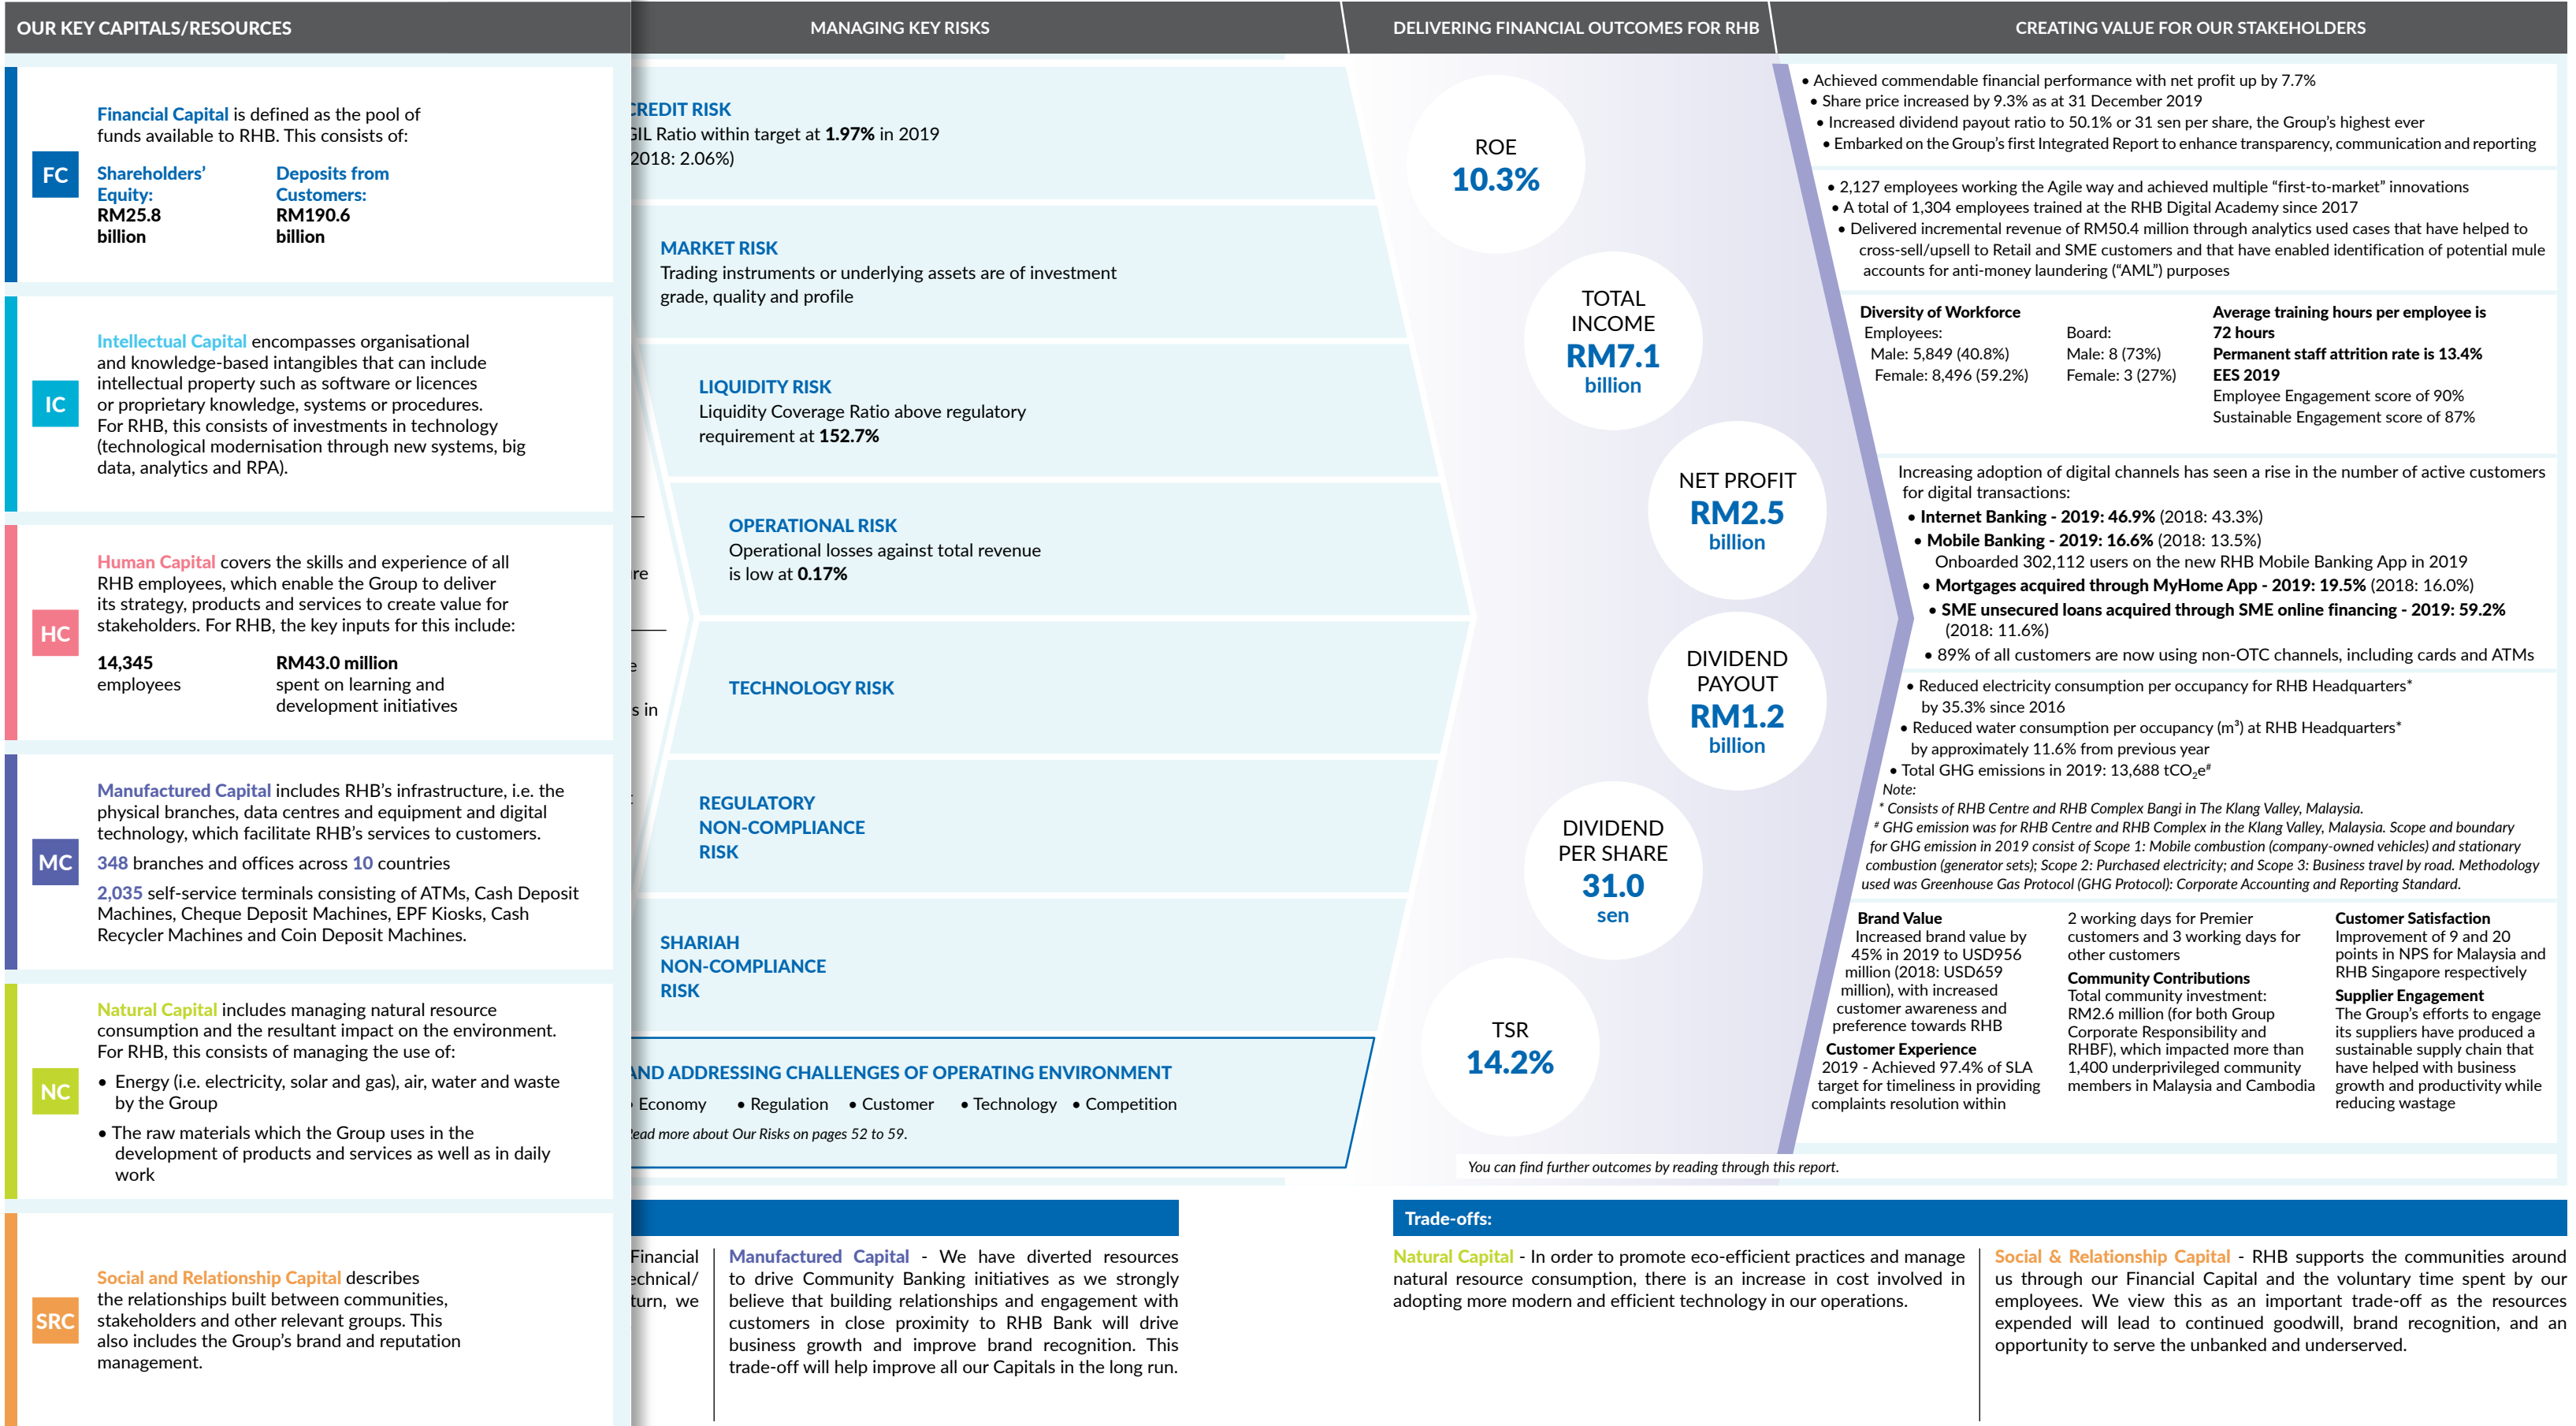 OUR KEY CAPITALS/RESOURCES
MANAGING KEY RISKS
DELIVERING FINANCIAL OUTCOMES FOR RHB
CREATING VALUE FOR OUR STAKEHOLDERS
FC
Financial Capital is defined as the pool of
funds available to RHB. This consists of:
Shareholders'
Equity:
RM25.8
billion
Deposits from
Customers:
RM190.6
billion
IC
Intellectual Capital encompasses organisational
and knowledge-based intangibles that can include
intellectual property such as software or licences
or proprietary knowledge, systems or procedures.
For RHB, this consists of investments in technology
(technological modernisation through new systems, big
data, analytics and RPA).
HC
Human Capital covers the skills and experience of all
RHB employees, which enable the Group to deliver
its strategy, products and services to create value for
stakeholders. For RHB, the key inputs for this include:
14,345
employees
RM43.0 million
spent on learning and
development initiatives
MC
Manufactured Capital includes RHB's infrastructure, i.e. the
physical branches, data centres and equipment and digital
technology, which facilitate RHB's services to customers.
348 branches and offices across 10 countries
2,035 self-service terminals consisting of ATMs, Cash Deposit
Machines, Cheque Deposit Machines, EPF Kiosks, Cash
Recycler Machines and Coin Deposit Machines.
NC
Natural Capital includes managing natural resource
consumption and the resultant impact on the environment.
For RHB, this consists of managing the use of:
• Energy (i.e. electricity, solar and gas), air, water and waste
by the Group
• The raw materials which the Group uses in the
development of products and services as well as in daily
work
SRC
Social and Relationship Capital describes
the relationships built between communities,
stakeholders and other relevant groups. This
also includes the Group's brand and reputation
management.
CREDIT RISK
GIL Ratio within target at 1.97% in 2019
2018: 2.06%)
MARKET RISK
Trading instruments or underlying assets are of investment
grade, quality and profile
LIQUIDITY RISK
Liquidity Coverage Ratio above regulatory
requirement at 152.7%
OPERATIONAL RISK
Operational losses against total revenue
is low at 0.17%
TECHNOLOGY RISK
s in
REGULATORY
NON-COMPLIANCE
RISK
SHARIAH
NON-COMPLIANCE
RISK
AND ADDRESSING CHALLENGES OF OPERATING ENVIRONMENT
• Economy • Regulation • Customer • Technology • Competition
Read more about Our Risks on pages 52 to 59.
ROE
10.3%
TOTAL
INCOME
RM7.1
billion
NET PROFIT
RM2.5
billion
DIVIDEND
PAYOUT
RM1.2
billion
DIVIDEND
PER SHARE
31.0
sen
TSR
14.2%
• Achieved commendable financial performance with net profit up by 7.7%
• Share price increased by 9.3% as at 31 December 2019
• Increased dividend payout ratio to 50.1% or 31 sen per share, the Group's highest ever
• Embarked on the Group's first Integrated Report to enhance transparency, communication and reporting
• 2,127 employees working the Agile way and achieved multiple "first-to-market" innovations
• A total of 1,304 employees trained at the RHB Digital Academy since 2017
• Delivered incremental revenue of RM50.4 million through analytics used cases that have helped to
cross-sell/upsell to Retail and SME customers and that have enabled identification of potential mule
accounts for anti-money laundering ("AML") purposes
Diversity of Workforce
Employees:
Male: 5,849 (40.8%)
Female: 8,496 (59.2%)
Board:
Male: 8 (73%)
Female: 3 (27%)
Average training hours per employee is
72 hours
Permanent staff attrition rate is 13.4%
EES 2019
Employee Engagement score of 90%
Sustainable Engagement score of 87%
Increasing adoption of digital channels has seen a rise in the number of active customers
for digital transactions:
• Internet Banking - 2019: 46.9% (2018: 43.3%)
• Mobile Banking - 2019: 16.6% (2018: 13.5%)
Onboarded 302,112 users on the new RHB Mobile Banking App in 2019
• Mortgages acquired through MyHome App - 2019: 19.5% (2018: 16.0%)
• SME unsecured loans acquired through SME online financing - 2019: 59.2%
(2018: 11.6%)
• 89% of all customers are now using non-OTC channels, including cards and ATMs
• Reduced electricity consumption per occupancy for RHB Headquarters*
by 35.3% since 2016
• Reduced water consumption per occupancy (m³) at RHB Headquarters*
by approximately 11.6% from previous year
• Total GHG emissions in 2019: 13,688 tCO₂e#
Note:
* Consists of RHB Centre and RHB Complex Bangi in The Klang Valley, Malaysia.
# GHG emission was for RHB Centre and RHB Complex in the Klang Valley, Malaysia. Scope and boundary
for GHG emission in 2019 consist of Scope 1: Mobile combustion (company-owned vehicles) and stationary
combustion (generator sets); Scope 2: Purchased electricity; and Scope 3: Business travel by road. Methodology
used was Greenhouse Gas Protocol (GHG Protocol): Corporate Accounting and Reporting Standard.
Brand Value
Increased brand value by
45% in 2019 to USD956
million (2018: USD659
million), with increased
customer awareness and
preference towards RHB
Customer Experience
2019 - Achieved 97.4% of SLA
target for timeliness in providing
complaints resolution within
2 working days for Premier
customers and 3 working days for
other customers
Community Contributions
Total community investment:
RM2.6 million (for both Group
Corporate Responsibility and
RHBF), which impacted more than
1,400 underprivileged community
members in Malaysia and Cambodia
Customer Satisfaction
Improvement of 9 and 20
points in NPS for Malaysia and
RHB Singapore respectively
Supplier Engagement
The Group's efforts to engage
its suppliers have produced a
sustainable supply chain that
have helped with business
growth and productivity while
reducing wastage
You can find further outcomes by reading through this report.
Financial
echnical/
turn, we
Manufactured Capital - We have diverted resources
to drive Community Banking initiatives as we strongly
believe that building relationships and engagement with
customers in close proximity to RHB Bank will drive
business growth and improve brand recognition. This
trade-off will help improve all our Capitals in the long run.
Trade-offs:
Natural Capital - In order to promote eco-efficient practices and manage
natural resource consumption, there is an increase in cost involved in
adopting more modern and efficient technology in our operations.
Social & Relationship Capital - RHB supports the communities around
us through our Financial Capital and the voluntary time spent by our
employees. We view this as an important trade-off as the resources
expended will lead to continued goodwill, brand recognition, and an
opportunity to serve the unbanked and underserved.